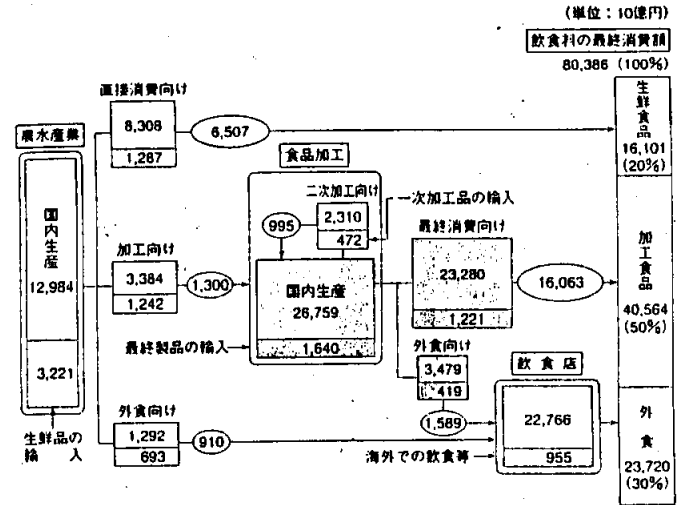 (単位：10億円)
飲食料の最終消費額
80,386 (100%)
直接消費向け
8,308
1,287
6,507
生鮮食品
16,101
(20%)
農水産業
国内生産
12,984
3,221
生鮮品の
輸入
加工向け
3,384
1,242
1,300
食品加工
二次加工向け
2,310
472
995
一次加工品の輸入
国内生産
26,759
1,640
最終製品の輸入
最終消費向け
23,280
1,221
16,063
加工食品
40,564
(50%)
外食向け
3,479
419
1,589
外食向け
1,292
693
910
飲食店
22,766
955
海外での飲食等
外食
23,720
(30%)